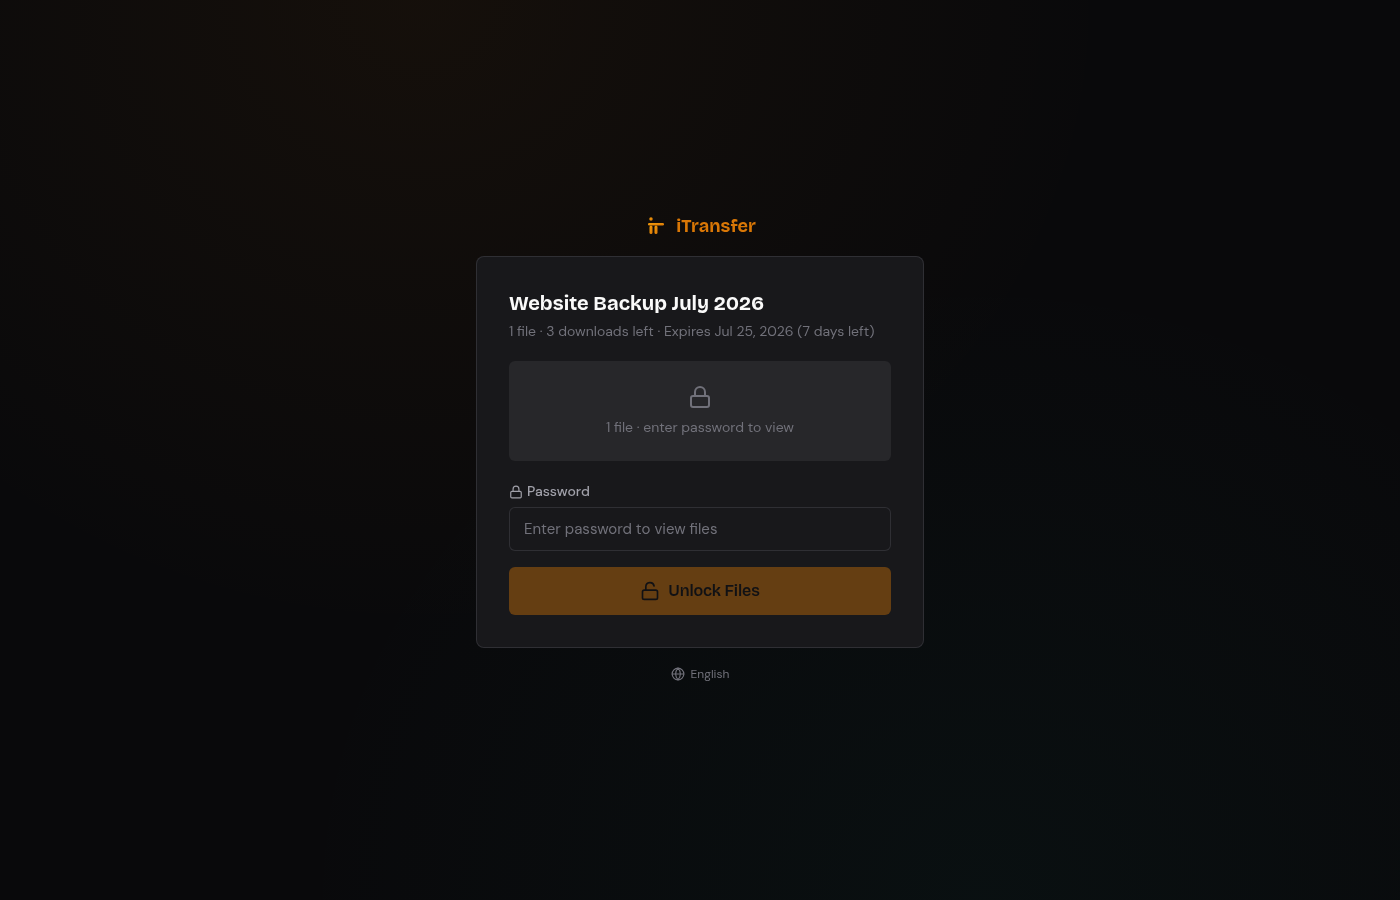 iTransfer
Website Backup July 2026
1 file · 3 downloads left · Expires Jul 25, 2026 (7 days left)
1 file · enter password to view
Password
Enter password to view files
Unlock Files
English